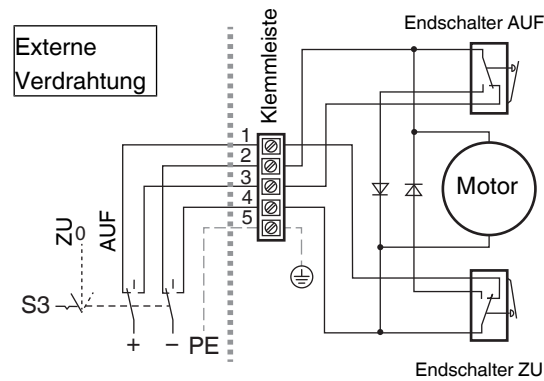 Endschalter AUF
Externe
Verdrahtung
Klemmleiste
1
2
3
4
5
Motor
ZU
0
AUF
S3
+
–
PE
Endschalter ZU